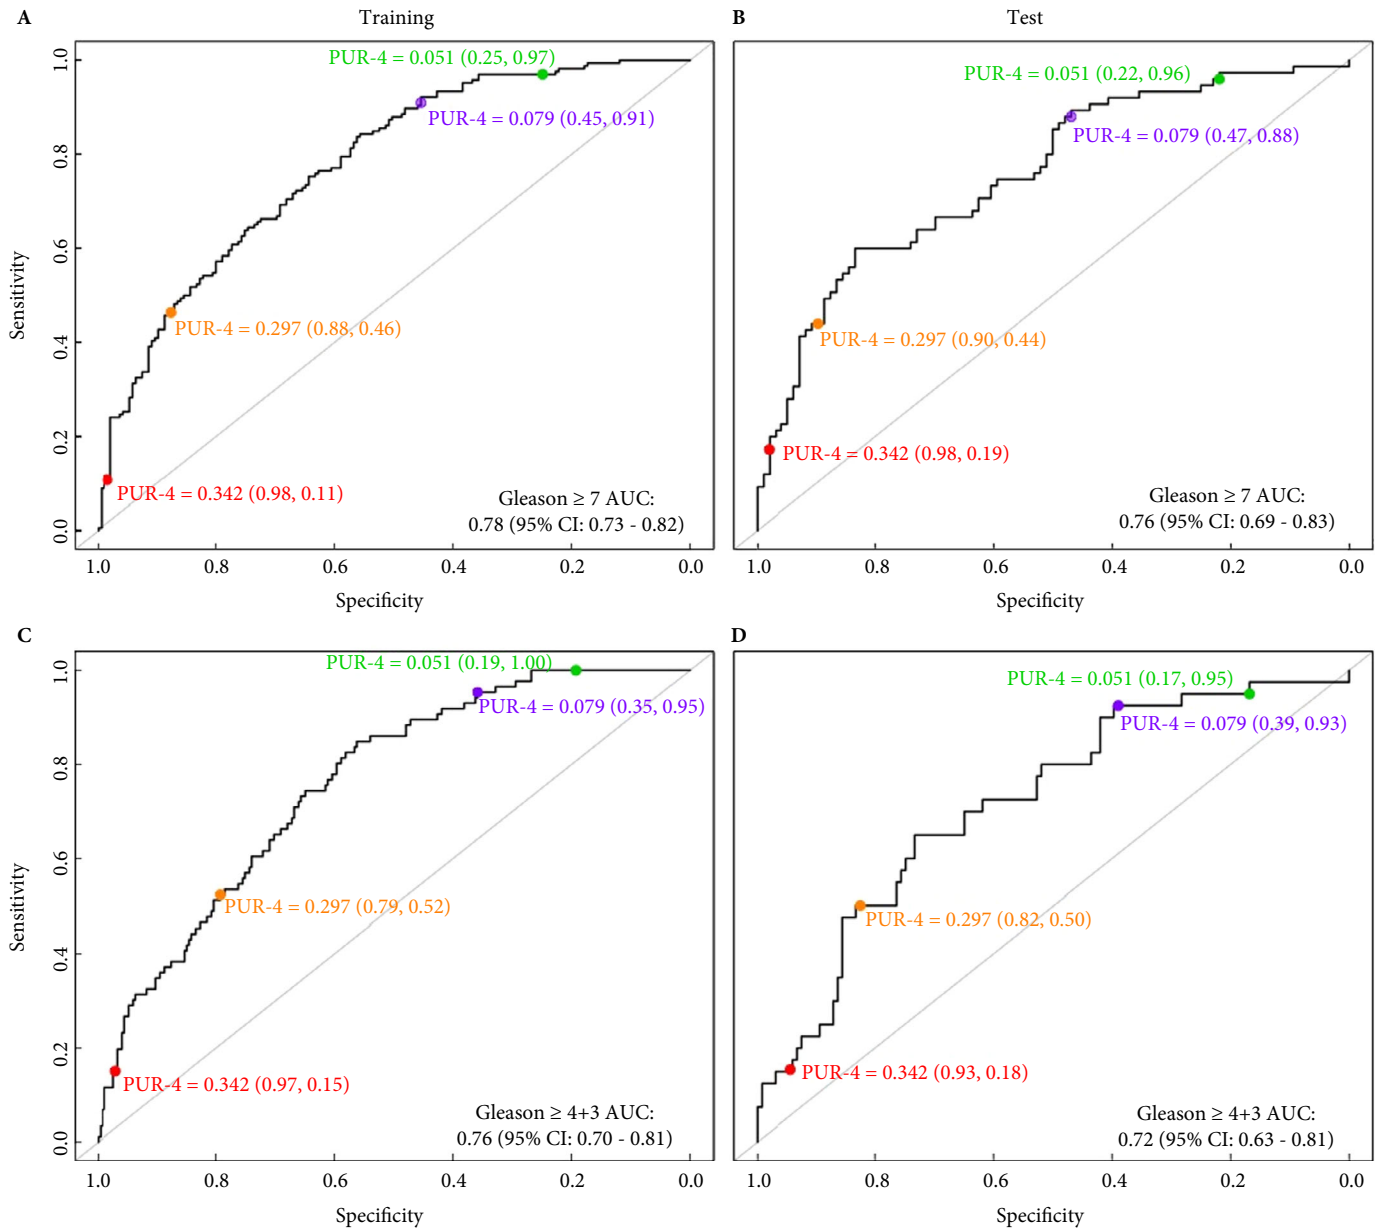 A
Training
PUR-4 = 0.051 (0.25, 0.97)
PUR-4 = 0.079 (0.45, 0.91)
PUR-4 = 0.297 (0.88, 0.46)
PUR-4 = 0.342 (0.98, 0.11)
Gleason ≥ 7 AUC:
0.78 (95% CI: 0.73 - 0.82)
Sensitivity
0.0 0.2 0.4 0.6 0.8 1.0
1.0 0.8 0.6 0.4 0.2 0.0
Specificity
B
Test
PUR-4 = 0.051 (0.22, 0.96)
PUR-4 = 0.079 (0.47, 0.88)
PUR-4 = 0.297 (0.90, 0.44)
PUR-4 = 0.342 (0.98, 0.19)
Gleason ≥ 7 AUC:
0.76 (95% CI: 0.69 - 0.83)
1.0 0.8 0.6 0.4 0.2 0.0
Specificity
C
PUR-4 = 0.051 (0.19, 1.00)
PUR-4 = 0.079 (0.35, 0.95)
PUR-4 = 0.297 (0.79, 0.52)
PUR-4 = 0.342 (0.97, 0.15)
Gleason ≥ 4+3 AUC:
0.76 (95% CI: 0.70 - 0.81)
Sensitivity
0.0 0.2 0.4 0.6 0.8 1.0
1.0 0.8 0.6 0.4 0.2 0.0
Specificity
D
PUR-4 = 0.051 (0.17, 0.95)
PUR-4 = 0.079 (0.39, 0.93)
PUR-4 = 0.297 (0.82, 0.50)
PUR-4 = 0.342 (0.93, 0.18)
Gleason ≥ 4+3 AUC:
0.72 (95% CI: 0.63 - 0.81)
1.0 0.8 0.6 0.4 0.2 0.0
Specificity